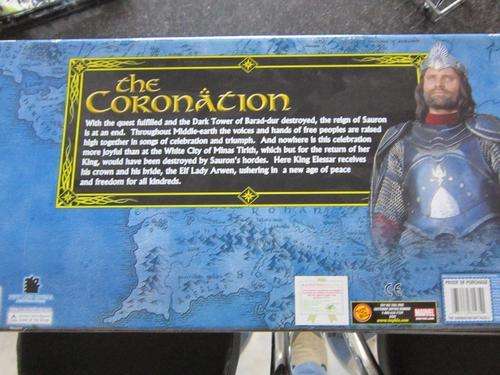 the
Coronation
With the quest fulfilled and the Dark Tower of Barad-dur destroyed, the reign of Sauron
is at an end. Throughout Middle-earth the voices and hands of free peoples are raised
high together in songs of celebration and triumph. And nowhere is this celebration
more joyful than at the White City of Minas Tirith, which but for the return of her
King, would have been destroyed by Sauron's hordes. Here King Elessar receives
his crown and his bride, the Elf Lady Arwen, ushering in a new age of peace
and freedom for all kindreds.
ROHAN
CE
PROOF OF PURCHASE
MARVEL